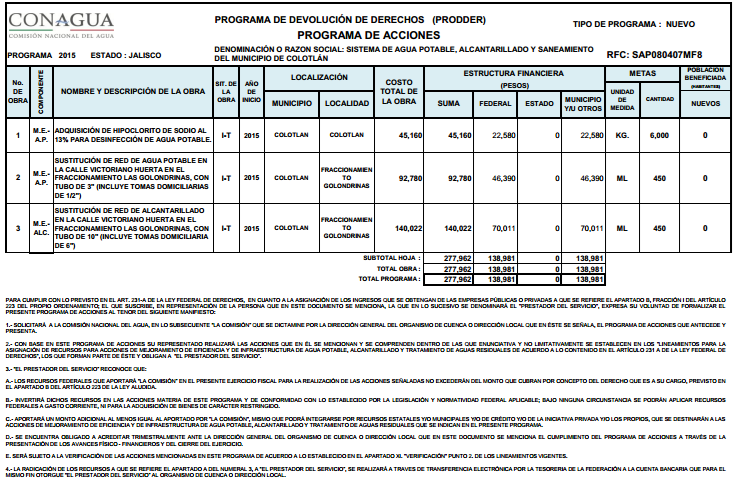 CONAGUA
COMISIÓN NACIONAL DEL AGUA
PROGRAMA DE DEVOLUCIÓN DE DERECHOS (PRODDER)
PROGRAMA DE ACCIONES
TIPO DE PROGRAMA : NUEVO
PROGRAMA 2015 ESTADO : JALISCO
DENOMINACIÓN O RAZON SOCIAL: SISTEMA DE AGUA POTABLE, ALCANTARILLADO Y SANEAMIENTO
DEL MUNICIPIO DE COLOTLÁN
RFC: SAP080407MF8
No. DE OBRA COMPONENTE NOMBRE Y DESCRIPCIÓN DE LA OBRA SIT. DE LA OBRA AÑO DE INICIO LOCALIZACIÓN COSTO TOTAL DE LA OBRA ESTRUCTURA FINANCIERA (PESOS) METAS POBLACIÓN BENEFICIADA (HABITANTES)
MUNICIPIO LOCALIDAD SUMA FEDERAL ESTADO MUNICIPIO Y/U OTROS UNIDAD DE MEDIDA CANTIDAD NUEVOS
1 M.E.- A.P. ADQUISICIÓN DE HIPOCLORITO DE SODIO AL 13% PARA DESINFECCIÓN DE AGUA POTABLE. I-T 2015 COLOTLAN COLOTLAN 45,160 45,160 22,580 0 22,580 KG. 6,000 0
2 M.E.- A.P. SUSTITUCIÓN DE RED DE AGUA POTABLE EN LA CALLE VICTORIANO HUERTA EN EL FRACCIONAMIENTO LAS GOLONDRINAS, CON TUBO DE 3" (INCLUYE TOMAS DOMICILIARIAS DE 1/2") I-T 2015 COLOTLAN FRACCIONAMIEN TO GOLONDRINAS 92,780 92,780 46,390 0 46,390 ML 450 0
3 M.E.- ALC. SUSTITUCIÓN DE RED DE ALCANTARILLADO EN LA CALLE VICTORIANO HUERTA EN EL FRACCIONAMIENTO LAS GOLONDRINAS, CON TUBO DE 10" (INCLUYE TOMAS DOMICILIARIA DE 6") I-T 2015 COLOTLAN FRACCIONAMIEN TO GOLONDRINAS 140,022 140,022 70,011 0 70,011 ML 450 0
SUBTOTAL HOJA : 277,962 138,981 0 138,981
TOTAL OBRA : 277,962 138,981 0 138,981
TOTAL PROGRAMA : 277,962 138,981 0 138,981
PARA CUMPLIR CON LO PREVISTO EN EL ART. 231-A DE LA LEY FEDERAL DE DERECHOS, EN CUANTO A LA ASIGNACIÓN DE LOS INGRESOS QUE SE OBTENGAN DE LAS EMPRESAS PÚBLICAS O PRIVADAS A QUE SE REFIERE EL APARTADO B, FRACCIÓN I DEL ARTÍCULO
223 DEL PROPIO ORDENAMIENTO; EL QUE SUSCRIBE, EN REPRESENTACIÓN DE LA PERSONA QUE EN ESTE DOCUMENTO SE MENCIONA, LA QUE EN LO SUCESIVO SE DENOMINARÁ EL "PRESTADOR DEL SERVICIO", EXPRESA SU VOLUNTAD DE FORMALIZAR EL
PRESENTE PROGRAMA DE ACCIONES AL TENOR DEL SIGUIENTE MANIFIESTO:
1.- SOLICITARÁ A LA COMISIÓN NACIONAL DEL AGUA, EN LO SUBSECUENTE "LA COMISIÓN" QUE SE DICTAMINE POR LA DIRECCIÓN GENERAL DEL ORGANISMO DE CUENCA O DIRECCIÓN LOCAL QUE EN ÉSTE SE SEÑALA, EL PROGRAMA DE ACCIONES QUE ANTECEDE Y
PRESENTA.
2.- CON BASE EN ESTE PROGRAMA DE ACCIONES SU REPRESENTADO REALIZARÁ LAS ACCIONES QUE EN EL SE MENCIONAN Y SE COMPRENDEN DENTRO DE LAS QUE ENUNCIATIVA Y NO LIMITATIVAMENTE SE ESTABLECEN EN LOS "LINEAMIENTOS PARA LA
ASIGNACIÓN DE RECURSOS PARA ACCIONES DE MEJORAMIENTO DE EFICIENCIA Y DE INFRAESTRUCTURA DE AGUA POTABLE, ALCANTARILLADO Y TRATAMIENTO DE AGUAS RESIDUALES DE ACUERDO A LO CONTENIDO EN EL ARTÍCULO 231 A DE LA LEY FEDERAL DE
DERECHOS", LOS QUE FORMAN PARTE DE ÉSTE Y OBLIGAN A "EL PRESTADOR DEL SERVICIO".
3.- "EL PRESTADOR DEL SERVICIO" RECONOCE QUE:
A.- LOS RECURSOS FEDERALES QUE APORTARÁ "LA COMISIÓN" EN EL PRESENTE EJERCICIO FISCAL PARA LA REALIZACIÓN DE LAS ACCIONES SEÑALADAS NO EXCEDERÁN DEL MONTO QUE CUBRAN POR CONCEPTO DEL DERECHO QUE ES A SU CARGO, PREVISTO EN
EL APARTADO B DEL ARTÍCULO 223 DE LA LEY ALUDIDA.
B.- INVERTIRÁ DICHOS RECURSOS EN LAS ACCIONES MATERIA DE ESTE PROGRAMA Y DE CONFORMIDAD CON LO ESTABLECIDO POR LA LEGISLACIÓN Y NORMATIVIDAD FEDERAL APLICABLE; BAJO NINGUNA CIRCUNSTANCIA SE PODRÁN APLICAR RECURSOS
FEDERALES A GASTO CORRIENTE, NI PARA LA ADQUISICIÓN DE BIENES DE CARÁCTER RESTRINGIDO.
C.- APORTARÁ UN MONTO ADICIONAL AL MENOS IGUAL AL APORTADO POR "LA COMISIÓN", MISMO QUE PODRÁ INTEGRARSE POR RECURSOS ESTATALES Y/O MUNICIPALES Y/O DE CRÉDITO Y/O DE LA INICIATIVA PRIVADA Y/O LOS PROPIOS, QUE SE DESTINARÁN A LAS
ACCIONES DE MEJORAMIENTO DE EFICIENCIA Y DE INFRAESTRUCTURA DE AGUA POTABLE, ALCANTARILLADO Y TRATAMIENTO DE AGUAS RESIDUALES QUE SE INDICAN EN EL PRESENTE PROGRAMA.
D.- SE ENCUENTRA OBLIGADO A ACREDITAR TRIMESTRALMENTE ANTE LA DIRECCIÓN GENERAL DEL ORGANISMO DE CUENCA O DIRECCIÓN LOCAL QUE EN ESTE DOCUMENTO SE MENCIONA EL CUMPLIMIENTO DEL PROGRAMA DE ACCIONES A TRAVÉS DE LA
PRESENTACIÓN DE LOS AVANCES FÍSICO - FINANCIEROS Y DEL CIERRE DEL EJERCICIO.
E. SERÁ SUJETO A LA VERIFICACIÓN DE LAS ACCIONES MENCIONADAS EN ESTE PROGRAMA DE ACUERDO A LO ESTABLECIDO EN EL APARTADO XI. "VERIFICACIÓN" PUNTO 2. DE LOS LINEAMIENTOS VIGENTES.
4.- LA RADICACIÓN DE LOS RECURSOS A QUE SE REFIERE EL APARTADO A DEL NUMERAL 3, A "EL PRESTADOR DEL SERVICIO", SE REALIZARÁ A TRAVÉS DE TRANSFERENCIA ELECTRÓNICA POR LA TESORERIA DE LA FEDERACIÓN A LA CUENTA BANCARIA QUE PARA EL
MISMO FIN OTORGUE "EL PRESTADOR DEL SERVICIO" AL ORGANISMO DE CUENCA O DIRECCIÓN LOCAL.